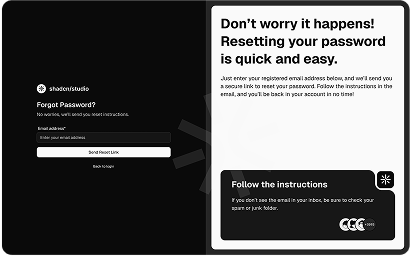 shadcn/studio
Forgot Password?
No worries, we'll send you reset instructions.
Email address*
Enter your email address
Send Reset Link
Back to login
Don't worry it happens!
Resetting your password
is quick and easy.
Just enter your registered email address below, and we'll send you
a secure link to reset your password. Follow the instructions in the
email, and you'll be back in your account in no time!
Follow the instructions
If you don't see the email in your inbox, be sure to check your
spam or junk folder.